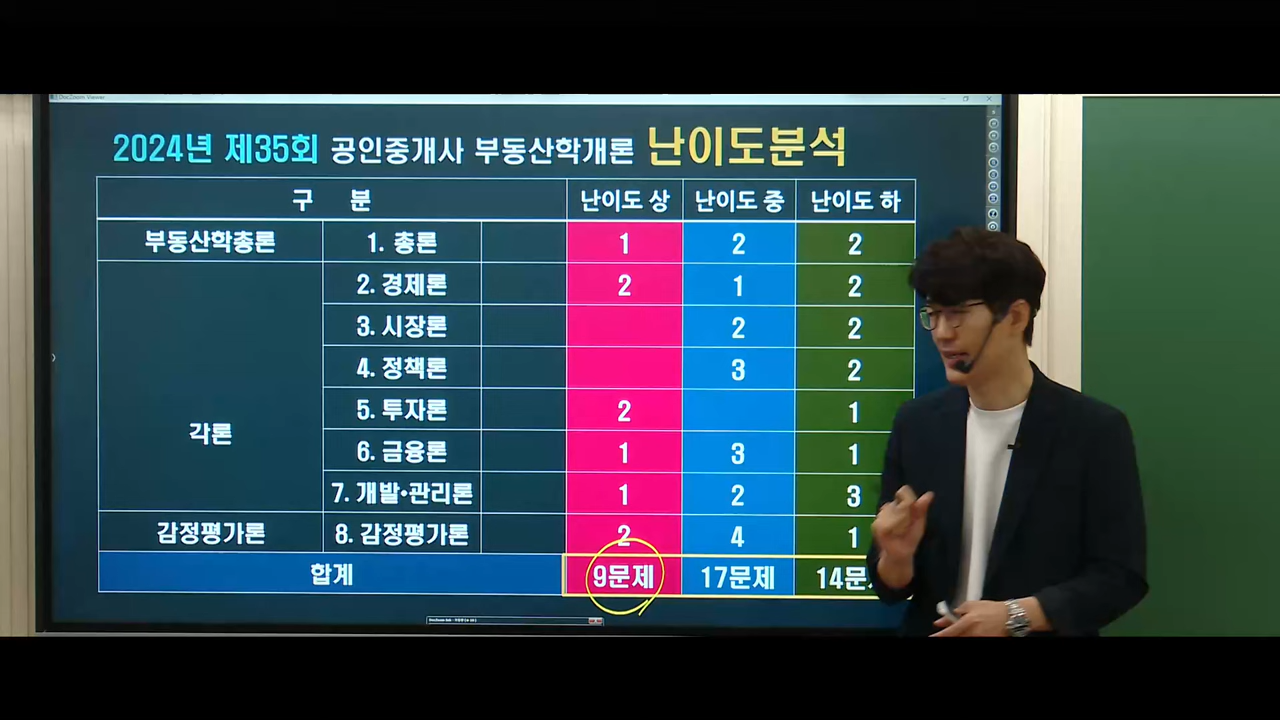 DocZoom Viewer
2024년 제35회 공인중개사 부동산학개론 난이도분석
구 분 난이도 상 난이도 중 난이도 하
부동산학총론 1. 총론 1 2 2
각론
2. 경제론 2 1 2
3. 시장론 2 2
4. 정책론 3 2
5. 투자론 2 1
6. 금융론 1 3 1
7. 개발·관리론 1 2 3
감정평가론 8. 감정평가론 2 4 1
합계 9문제 17문제 14문